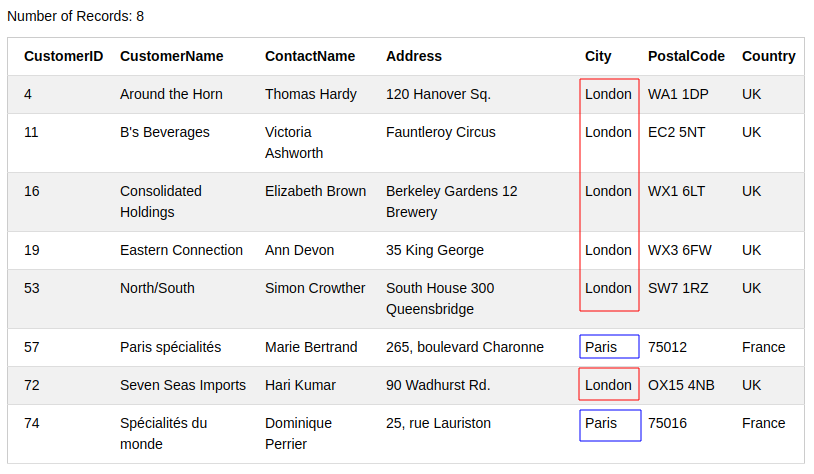 Number of Records: 8
CustomerID CustomerName ContactName Address City PostalCode Country
4 Around the Horn Thomas Hardy 120 Hanover Sq. London WA1 1DP UK
11 B's Beverages Victoria Ashworth Fauntleroy Circus London EC2 5NT UK
16 Consolidated Holdings Elizabeth Brown Berkeley Gardens 12 Brewery London WX1 6LT UK
19 Eastern Connection Ann Devon 35 King George London WX3 6FW UK
53 North/South Simon Crowther South House 300 Queensbridge London SW7 1RZ UK
57 Paris spécialités Marie Bertrand 265, boulevard Charonne Paris 75012 France
72 Seven Seas Imports Hari Kumar 90 Wadhurst Rd. London OX15 4NB UK
74 Spécialités du monde Dominique Perrier 25, rue Lauriston Paris 75016 France